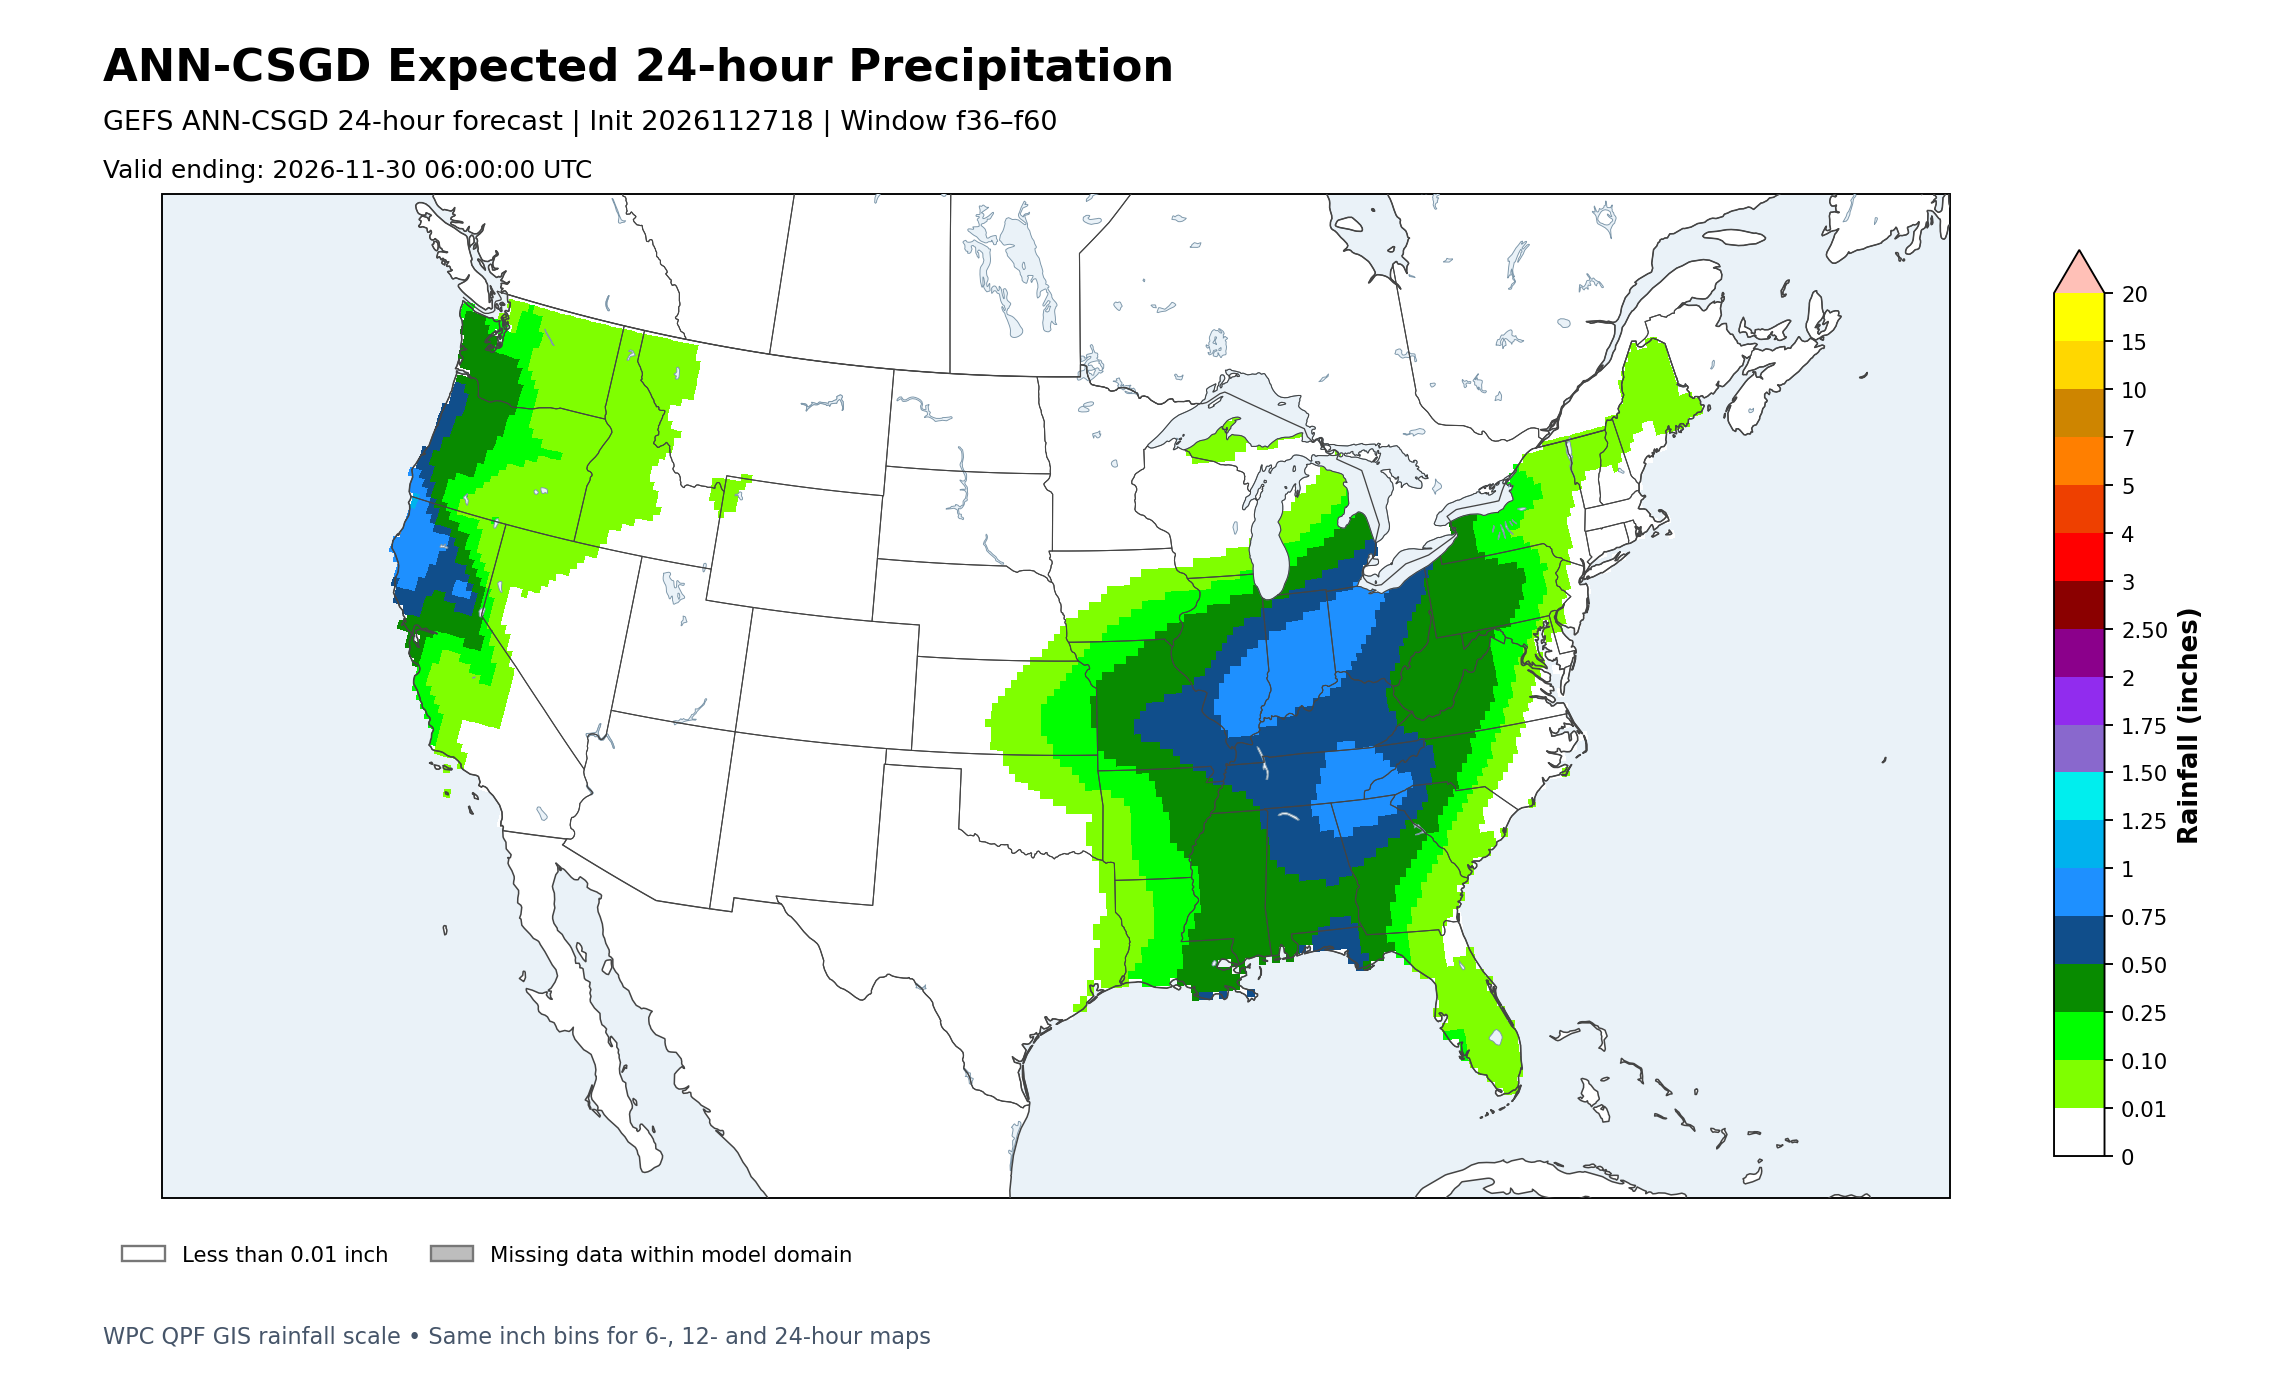 ANN-CSGD Expected 24-hour Precipitation
GEFS ANN-CSGD 24-hour forecast | Init 2026112718 | Window f36–f60
Valid ending: 2026-11-30 06:00:00 UTC
20
15
10
7
5
4
3
2.50
2
1.75
1.50
1.25
1
0.75
0.50
0.25
0.10
0.01
0
Rainfall (inches)
Less than 0.01 inch
Missing data within model domain
WPC QPF GIS rainfall scale • Same inch bins for 6-, 12- and 24-hour maps